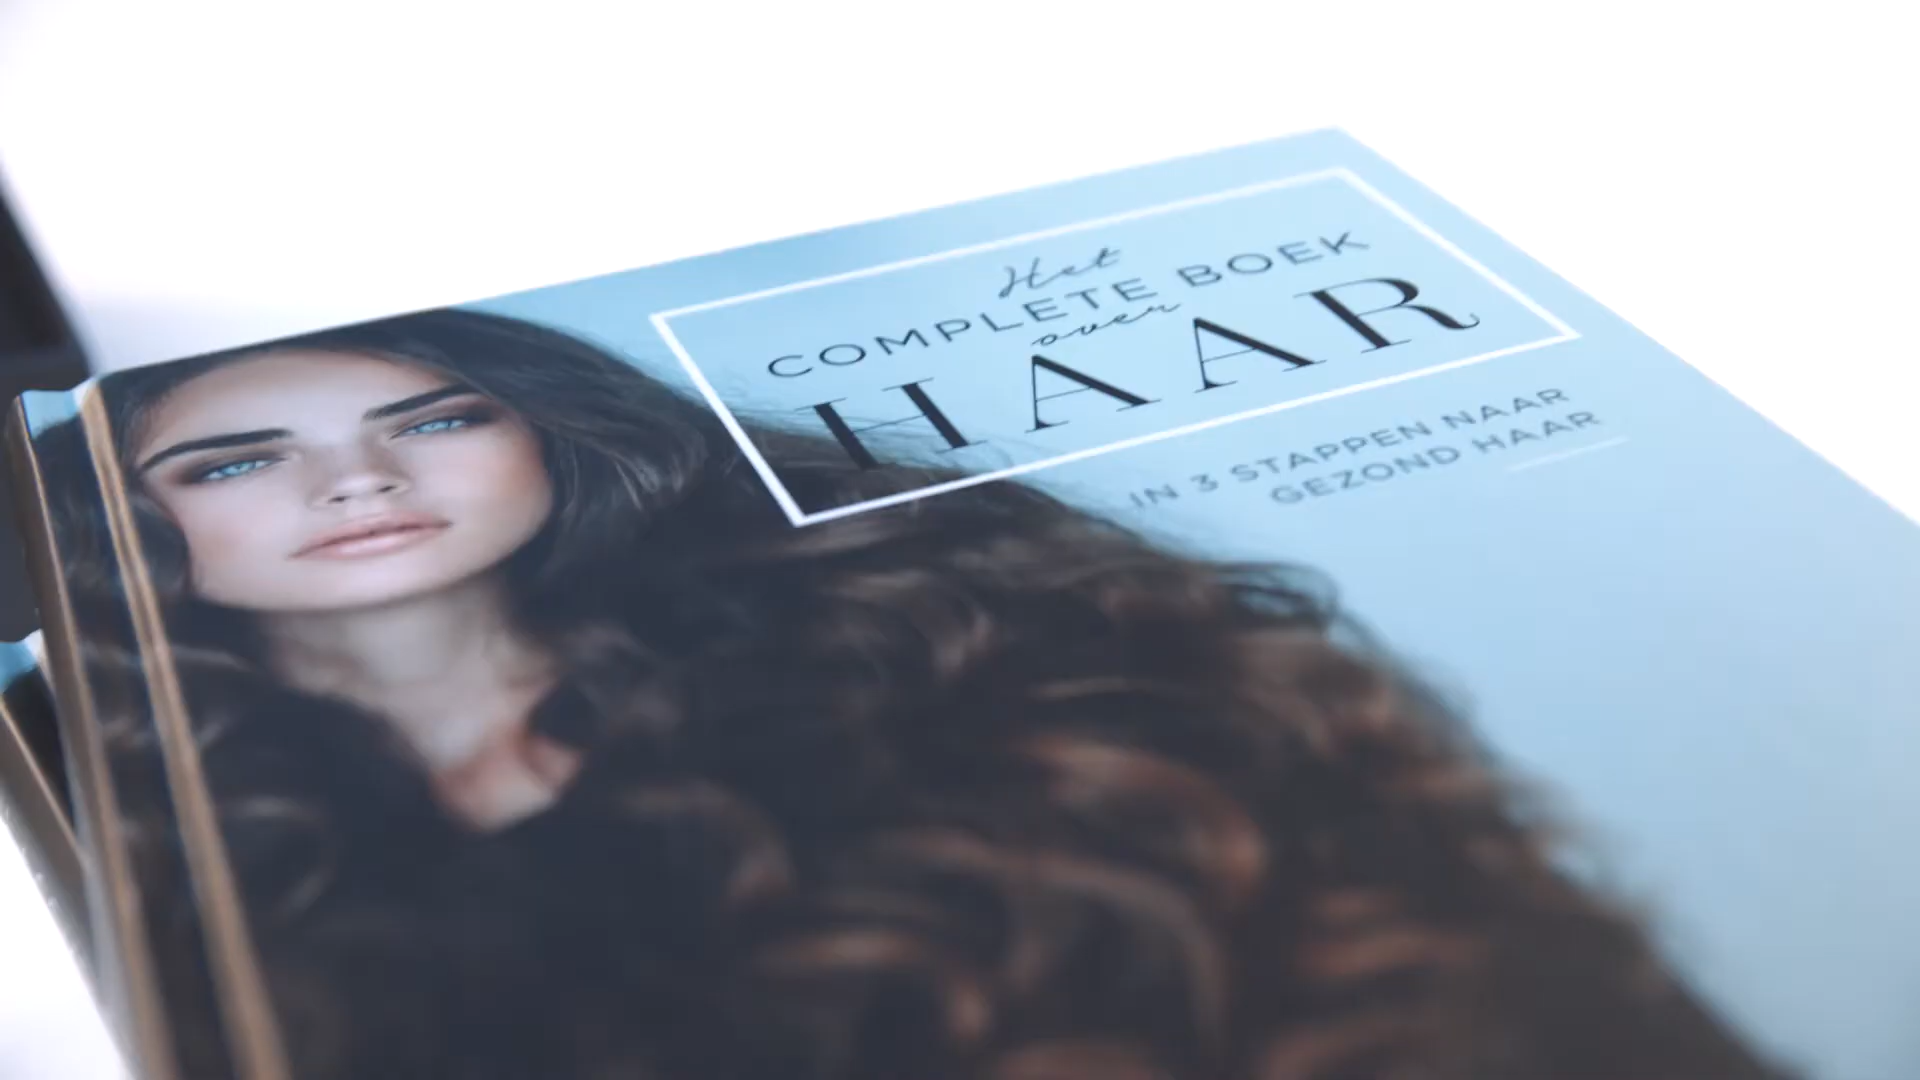 Het
COMPLETE BOEK
over
HAAR
IN 3 STAPPEN NAAR
GEZOND HAAR